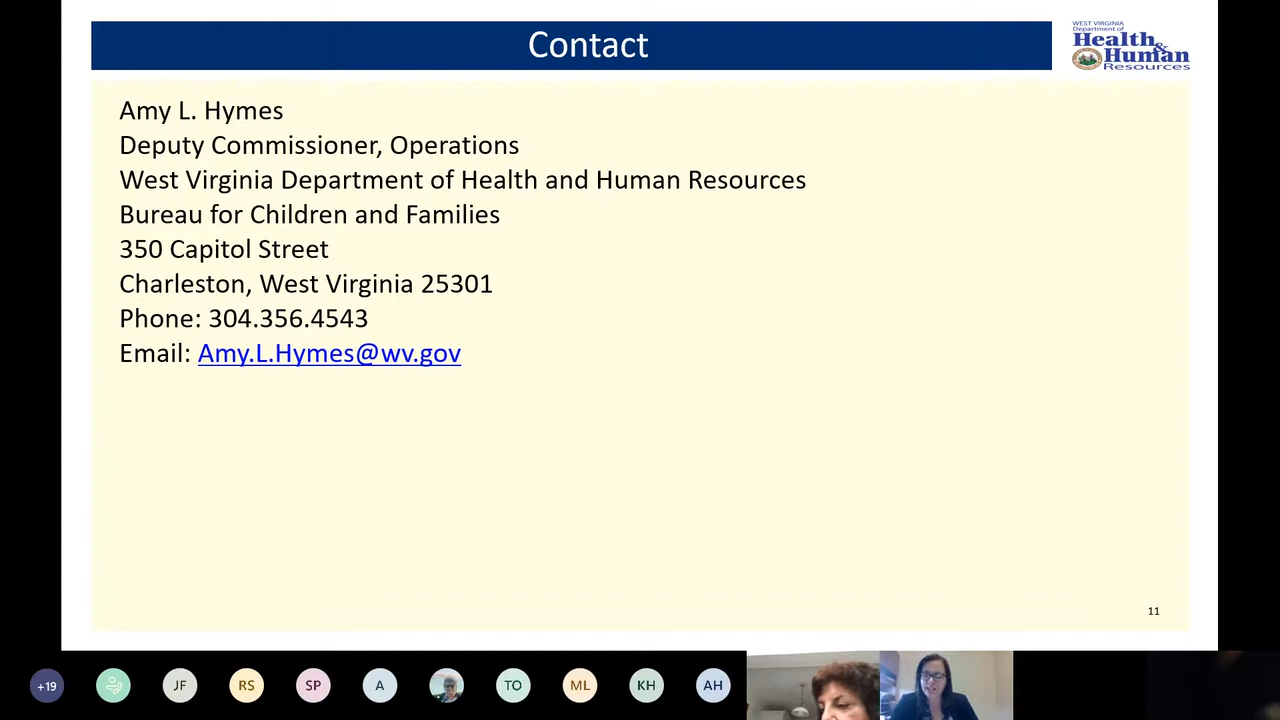 Contact
WEST VIRGINIA
Department of
Health &
Human
Resources
Amy L. Hymes
Deputy Commissioner, Operations
West Virginia Department of Health and Human Resources
Bureau for Children and Families
350 Capitol Street
Charleston, West Virginia 25301
Phone: 304.356.4543
Email: Amy.L.Hymes@wv.gov
11
+19 JF RS SP A TO ML KH AH